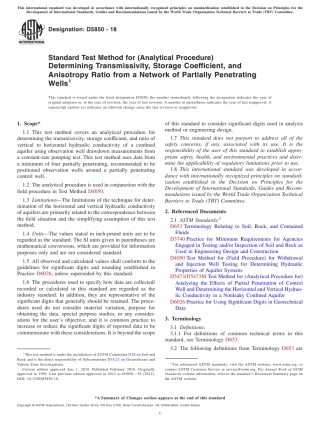 This international standard was developed in accordance with internationally recognized principles on standardization established in the Decision on Principles for the
Development of International Standards, Guides and Recommendations issued by the World Trade Organization Technical Barriers to Trade (TBT) Committee.
Designation: D5850 − 18
Standard Test Method for (Analytical Procedure)
Determining Transmissivity, Storage Coefficient, and
Anisotropy Ratio from a Network of Partially Penetrating
Wells¹
This standard is issued under the fixed designation D5850; the number immediately following the designation indicates the year of
original adoption or, in the case of revision, the year of last revision. A number in parentheses indicates the year of last reapproval. A
superscript epsilon (ε) indicates an editorial change since the last revision or reapproval.
1. Scope*
1.1 This test method covers an analytical procedure for
determining the transmissivity, storage coefficient, and ratio of
vertical to horizontal hydraulic conductivity of a confined
aquifer using observation well drawdown measurements from
a constant-rate pumping test. This test method uses data from
a minimum of four partially penetrating, recommended to be
positioned observation wells around a partially penetrating
control well.
1.2 The analytical procedure is used in conjunction with the
field procedure in Test Method D4050.
1.3 Limitations—The limitations of the technique for deter-
mination of the horizontal and vertical hydraulic conductivity
of aquifers are primarily related to the correspondence between
the field situation and the simplifying assumption of this test
method.
1.4 Units—The values stated in inch-pound units are to be
regarded as the standard. The SI units given in parentheses are
mathematical conversions, which are provided for information
purposes only and are not considered standard.
1.5 All observed and calculated values shall conform to the
guidelines for significant digits and rounding established in
Practice D6026, unless superseded by this standard.
1.6 The procedures used to specify how data are collected/
recorded or calculated in this standard are regarded as the
industry standard. In addition, they are representative of the
significant digits that generally should be retained. The proce-
dures used do not consider material variation, purpose for
obtaining the data, special purpose studies, or any consider-
ations for the user's objective; and it is common practice to
increase or reduce the significant digits of reported data to be
commensurate with these considerations. It is beyond the scope
of this standard to consider significant digits used in analysis
method or engineering design.
1.7 This standard does not purport to address all of the
safety concerns, if any, associated with its use. It is the
responsibility of the user of this standard to establish appro-
priate safety, health, and environmental practices and deter-
mine the applicability of regulatory limitations prior to use.
1.8 This international standard was developed in accor-
dance with internationally recognized principles on standard-
ization established in the Decision on Principles for the
Development of International Standards, Guides and Recom-
mendations issued by the World Trade Organization Technical
Barriers to Trade (TBT) Committee.
2. Referenced Documents
2.1 ASTM Standards:²
D653 Terminology Relating to Soil, Rock, and Contained
Fluids
D3740 Practice for Minimum Requirements for Agencies
Engaged in Testing and/or Inspection of Soil and Rock as
Used in Engineering Design and Construction
D4050 Test Method for (Field Procedure) for Withdrawal
and Injection Well Testing for Determining Hydraulic
Properties of Aquifer Systems
D5473/D5473M Test Method for (Analytical Procedure for)
Analyzing the Effects of Partial Penetration of Control
Well and Determining the Horizontal and Vertical Hydrau-
lic Conductivity in a Nonleaky Confined Aquifer
D6026 Practice for Using Significant Digits in Geotechnical
Data
3. Terminology
3.1 Definitions:
3.1.1 For definitions of common technical terms in this
standard, see Terminology D653.
3.2 The following definitions from Terminology D653 are
¹ This test method is under the jurisdiction of ASTM Committee D18 on Soil and
Rock and is the direct responsibility of Subcommittee D18.21 on Groundwater and
Vadose Zone Investigations.
Current edition approved Jan. 1, 2018. Published February 2018. Originally
approved in 1995. Last previous edition approved in 2012 as D5850 – 95 (2012).
DOI: 10.1520/D5850-18.
² For referenced ASTM standards, visit the ASTM website, www.astm.org, or
contact ASTM Customer Service at service@astm.org. For Annual Book of ASTM
Standards volume information, refer to the standard's Document Summary page on
the ASTM website.
*A Summary of Changes section appears at the end of this standard
Copyright © ASTM International, 100 Barr Harbor Drive, PO Box C700, West Conshohocken, PA 19428-2959. United States
1